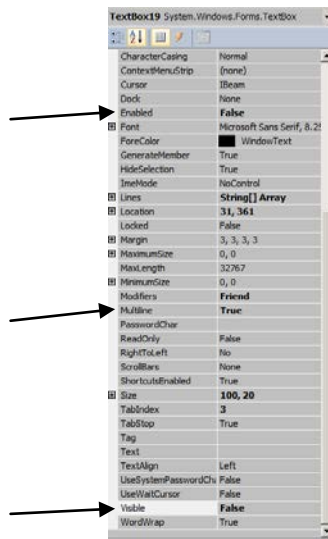 TextBox19 System.Windows.Forms.TextBox
CharacterCasing Normal
ContextMenuStrip (none)
Cursor IBeam
Dock None
Enabled False
Font Microsoft Sans Serif, 8.25
ForeColor WindowText
GenerateMember True
HideSelection True
ImeMode NoControl
Lines String[] Array
Location 31, 361
Locked False
Margin 3, 3, 3, 3
MaximumSize 0, 0
MaxLength 32767
MinimumSize 0, 0
Modifiers Friend
Multiline True
PasswordChar
ReadOnly False
RightToLeft No
ScrollBars None
ShortcutsEnabled True
Size 100, 20
TabIndex 3
TabStop True
Tag
Text
TextAlign Left
UseSystemPasswordCh False
UseWaitCursor False
Visible False
WordWrap True